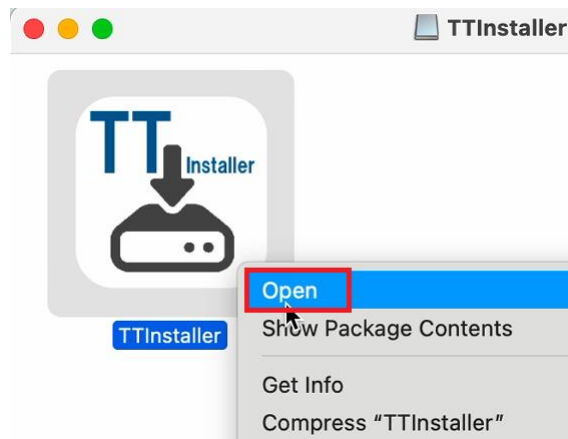 TTInstaller
TT Installer
TTInstaller
Open
Show Package Contents
Get Info
Compress “TTInstaller”